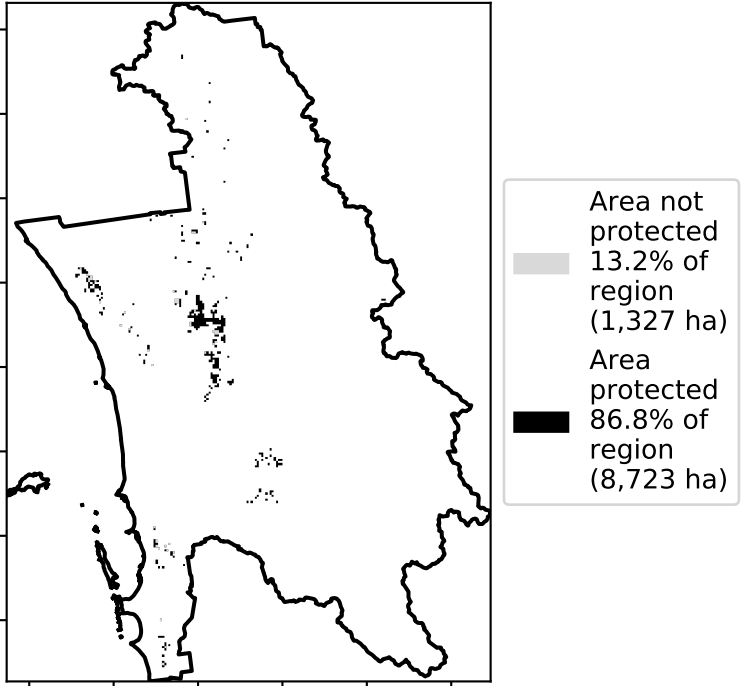 Area not
protected
13.2% of
region
(1,327 ha)
Area
protected
86.8% of
region
(8,723 ha)